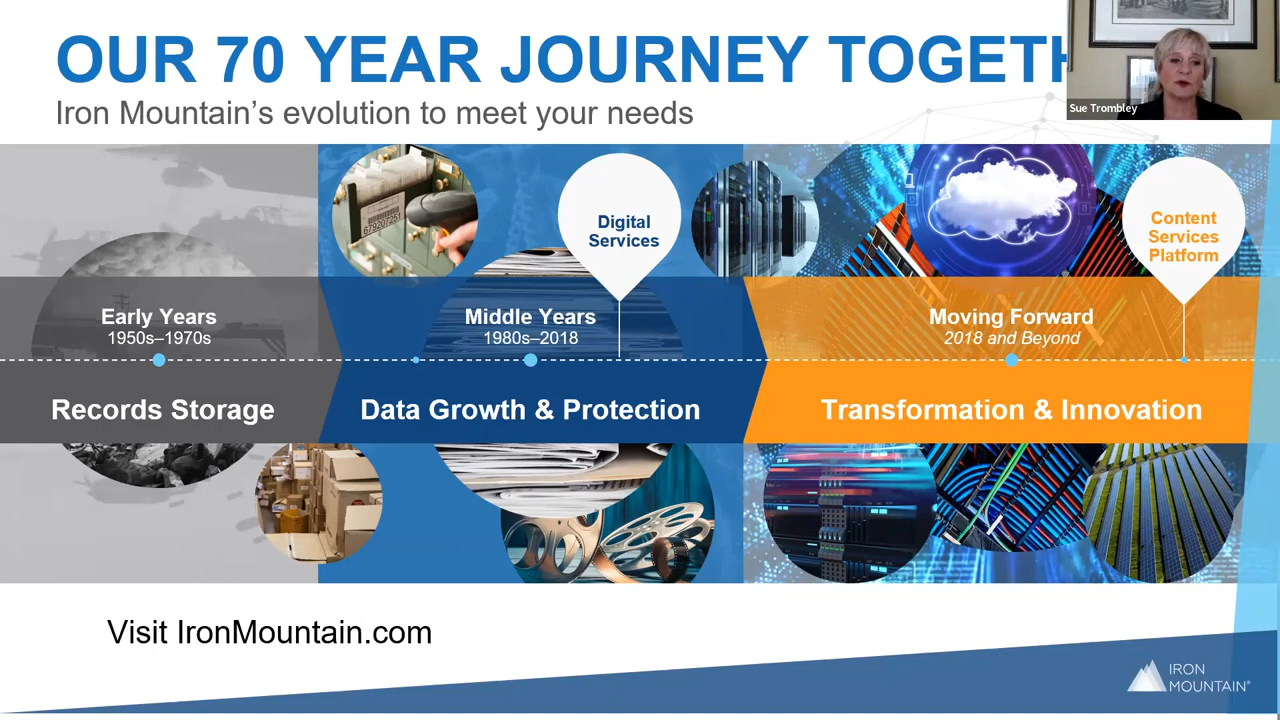 OUR 70 YEAR JOURNEY TOGETH
Iron Mountain's evolution to meet your needs
Sue Trombley
679207251
Digital
Services
Content
Services
Platform
Early Years
1950s–1970s
Middle Years
1980s–2018
Moving Forward
2018 and Beyond
Records Storage
Data Growth & Protection
Transformation & Innovation
Visit IronMountain.com
IRON
MOUNTAIN®